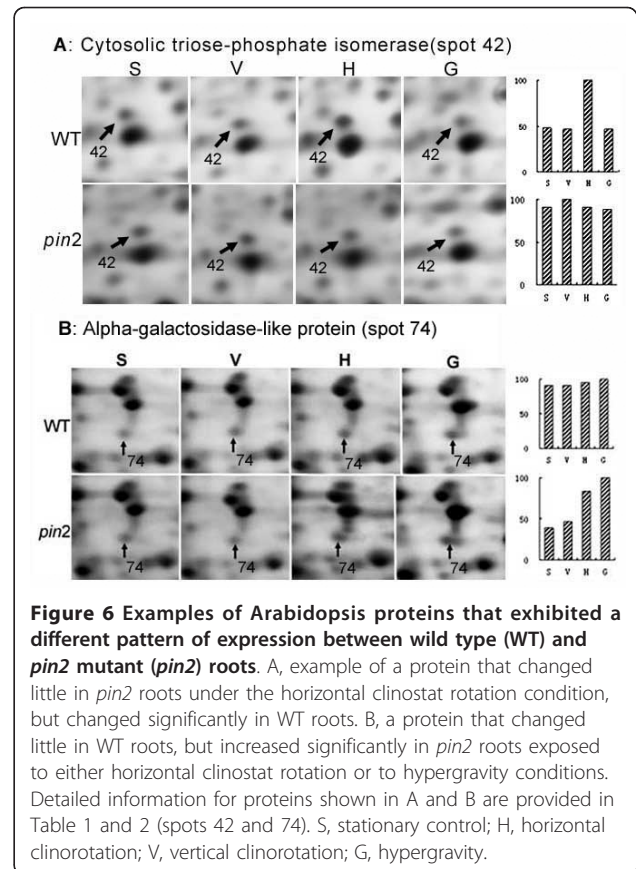 A: Cytosolic triose-phosphate isomerase(spot 42)
S V H G
WT
42 42 42 42
100
50
0
S V H G
pin2
42 42 42 42
100
50
0
S V H G
B: Alpha-galactosidase-like protein (spot 74)
S V H G
WT
74 74 74 74
100
50
0
S V H G
pin2
74 74 74 74
100
50
0
S V H G
Figure 6 Examples of Arabidopsis proteins that exhibited a
different pattern of expression between wild type (WT) and
pin2 mutant (pin2) roots. A, example of a protein that changed
little in pin2 roots under the horizontal clinostat rotation condition,
but changed significantly in WT roots. B, a protein that changed
little in WT roots, but increased significantly in pin2 roots exposed
to either horizontal clinostat rotation or to hypergravity conditions.
Detailed information for proteins shown in A and B are provided in
Table 1 and 2 (spots 42 and 74). S, stationary control; H, horizontal
clinorotation; V, vertical clinorotation; G, hypergravity.